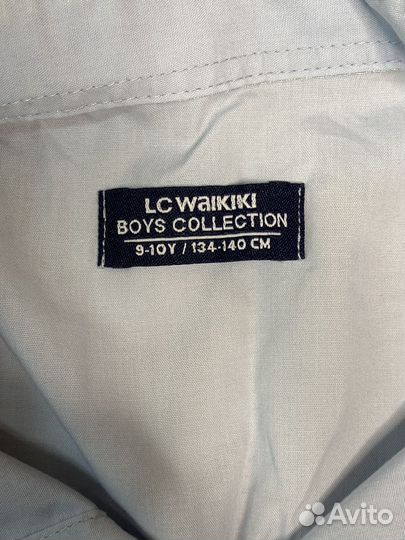 LC WAIKIKI
BOYS COLLECTION
9-10Y / 134-140 CM
Avito